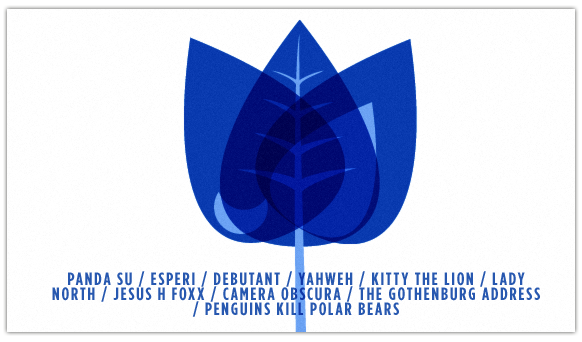 PANDA SU / ESPERI / DEBUTANT / YAHWEH / KITTY THE LION / LADY
NORTH / JESUS H FOXX / CAMERA OBSCURA / THE GOTHENBURG ADDRESS
/ PENGUINS KILL POLAR BEARS